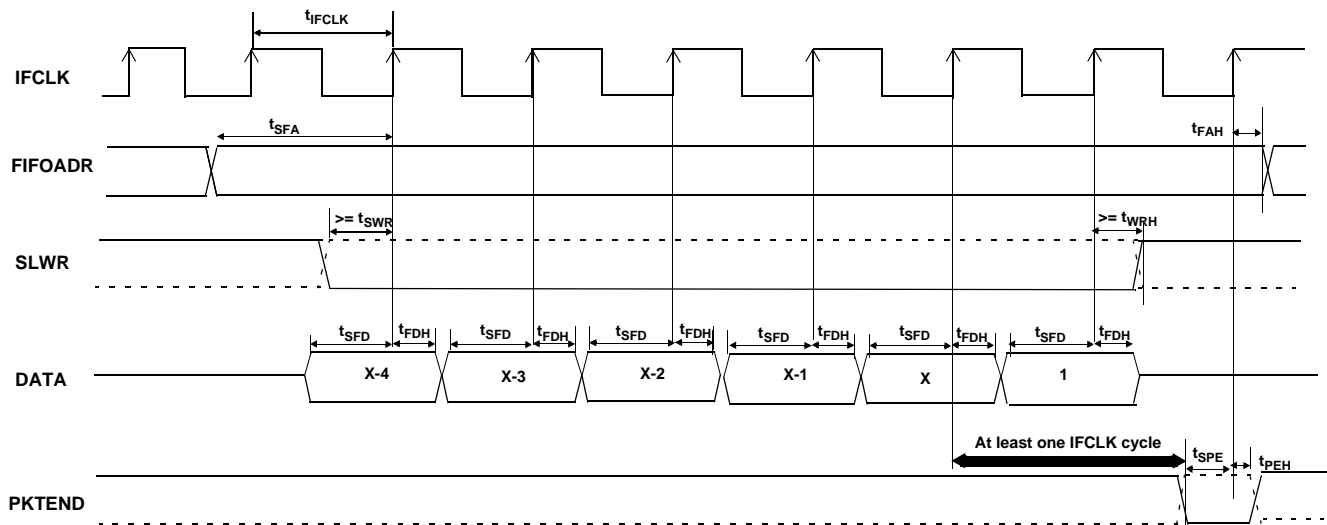 tIFCLK
IFCLK
tSFA
tFAH
FIFOADR
>= tSWR
>= tWRH
SLWR
tSFD tFDH tSFD tFDH tSFD tFDH tSFD tFDH tSFD tFDH tSFD tFDH
DATA X-4 X-3 X-2 X-1 X 1
At least one IFCLK cycle
tSPE
tPEH
PKTEND